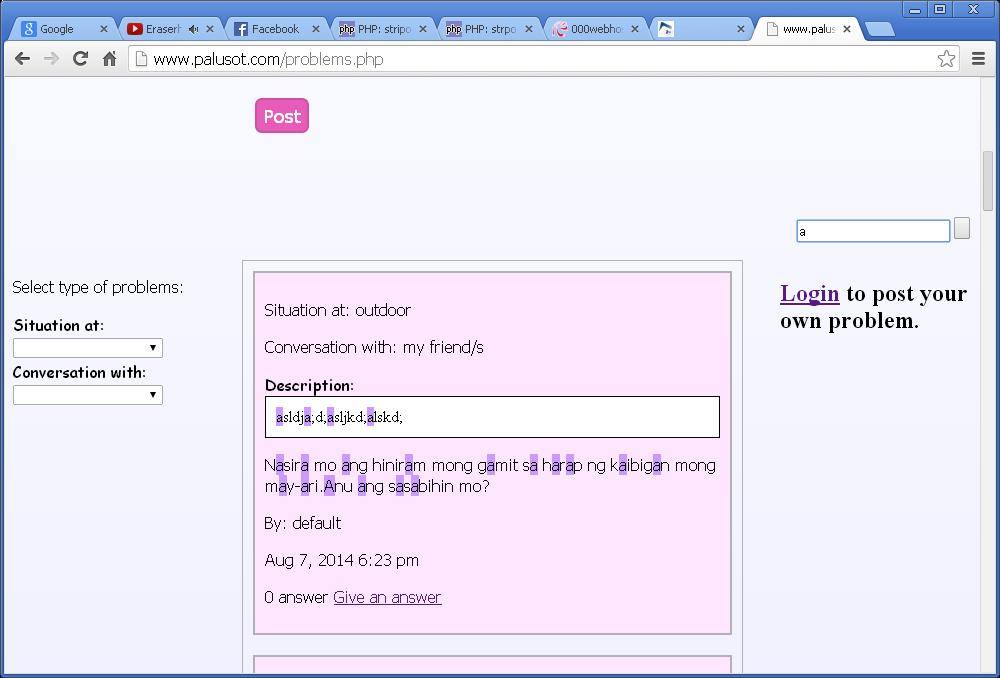 Google
Eraserh
Facebook
PHP: stripo
PHP: strpo
000webho
www.palus
www.palusot.com/problems.php
Post
a
Select type of problems:
Situation at:
Conversation with:
Situation at: outdoor
Conversation with: my friend/s
Description:
asldja;d;asljkd;alskd;
Nasira mo ang hiniram mong gamit sa harap ng kaibigan mong
may-ari.Anu ang sasabihin mo?
By: default
Aug 7, 2014 6:23 pm
0 answer Give an answer
Login to post your
own problem.